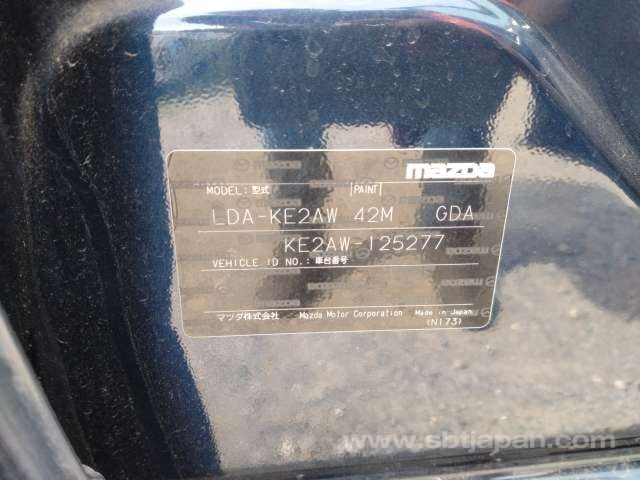 mazda
MODEL: 型式 PAINT
LDA-KE2AW 42M GDA
KE2AW-125277
VEHICLE ID NO.: 車台番号
マツダ株式会社 Mazda Motor Corporation Made in Japan
(N173)
www.sbtjapan.com